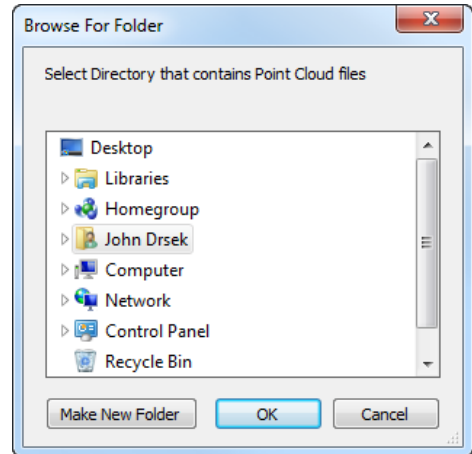 Browse For Folder
Select Directory that contains Point Cloud files
Desktop
Libraries
Homegroup
John Drsek
Computer
Network
Control Panel
Recycle Bin
Make New Folder OK Cancel